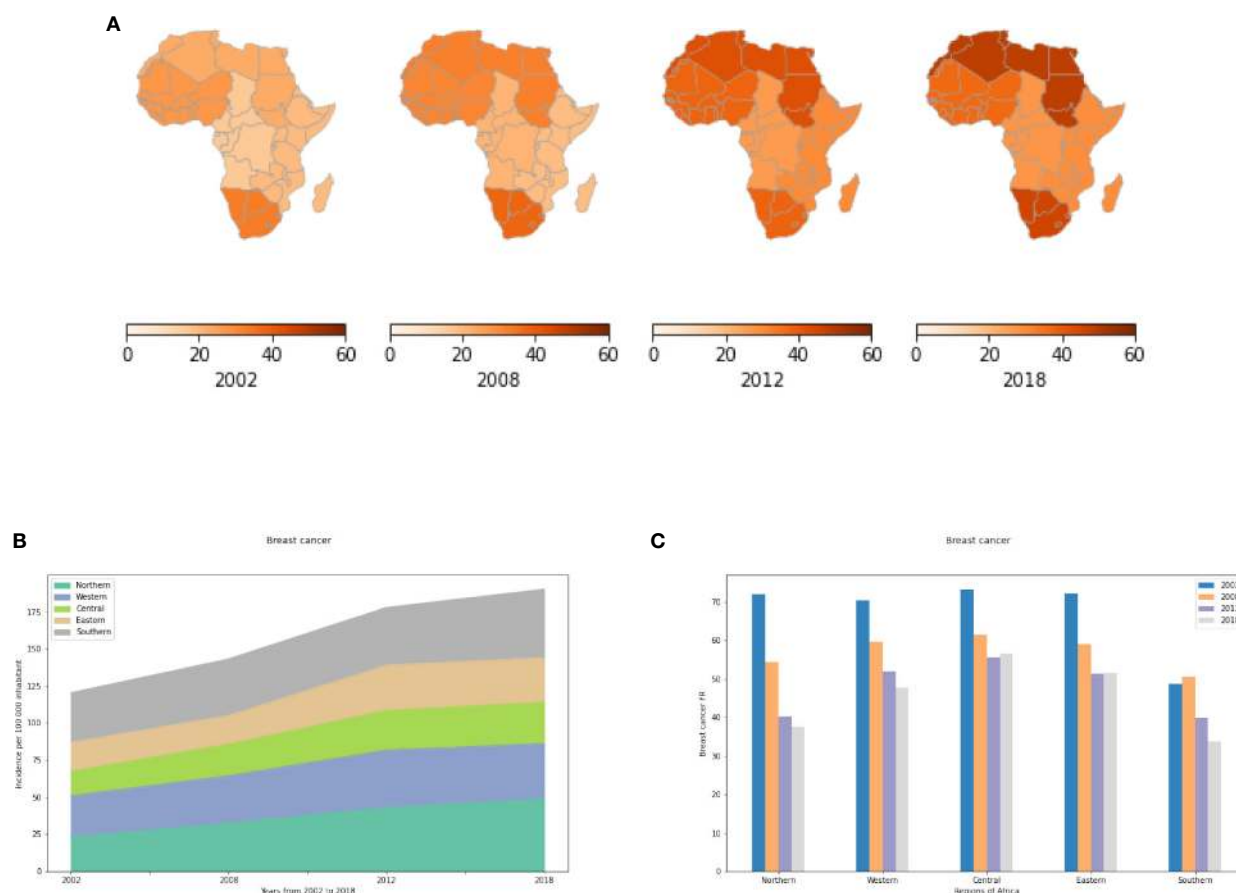 A
0 20 40 60
2002
0 20 40 60
2008
0 20 40 60
2012
0 20 40 60
2018
B
Breast cancer
Northern
Western
Central
Eastern
Southern
Incidence per 100 000 inhabitant
175
150
125
100
75
50
25
0
2002 2008 2012 2018
Years from 2002 to 2018
C
Breast cancer
Breast cancer FR
70
60
50
40
30
20
10
0
Northern Western Central Eastern Southern
Regions of Africa